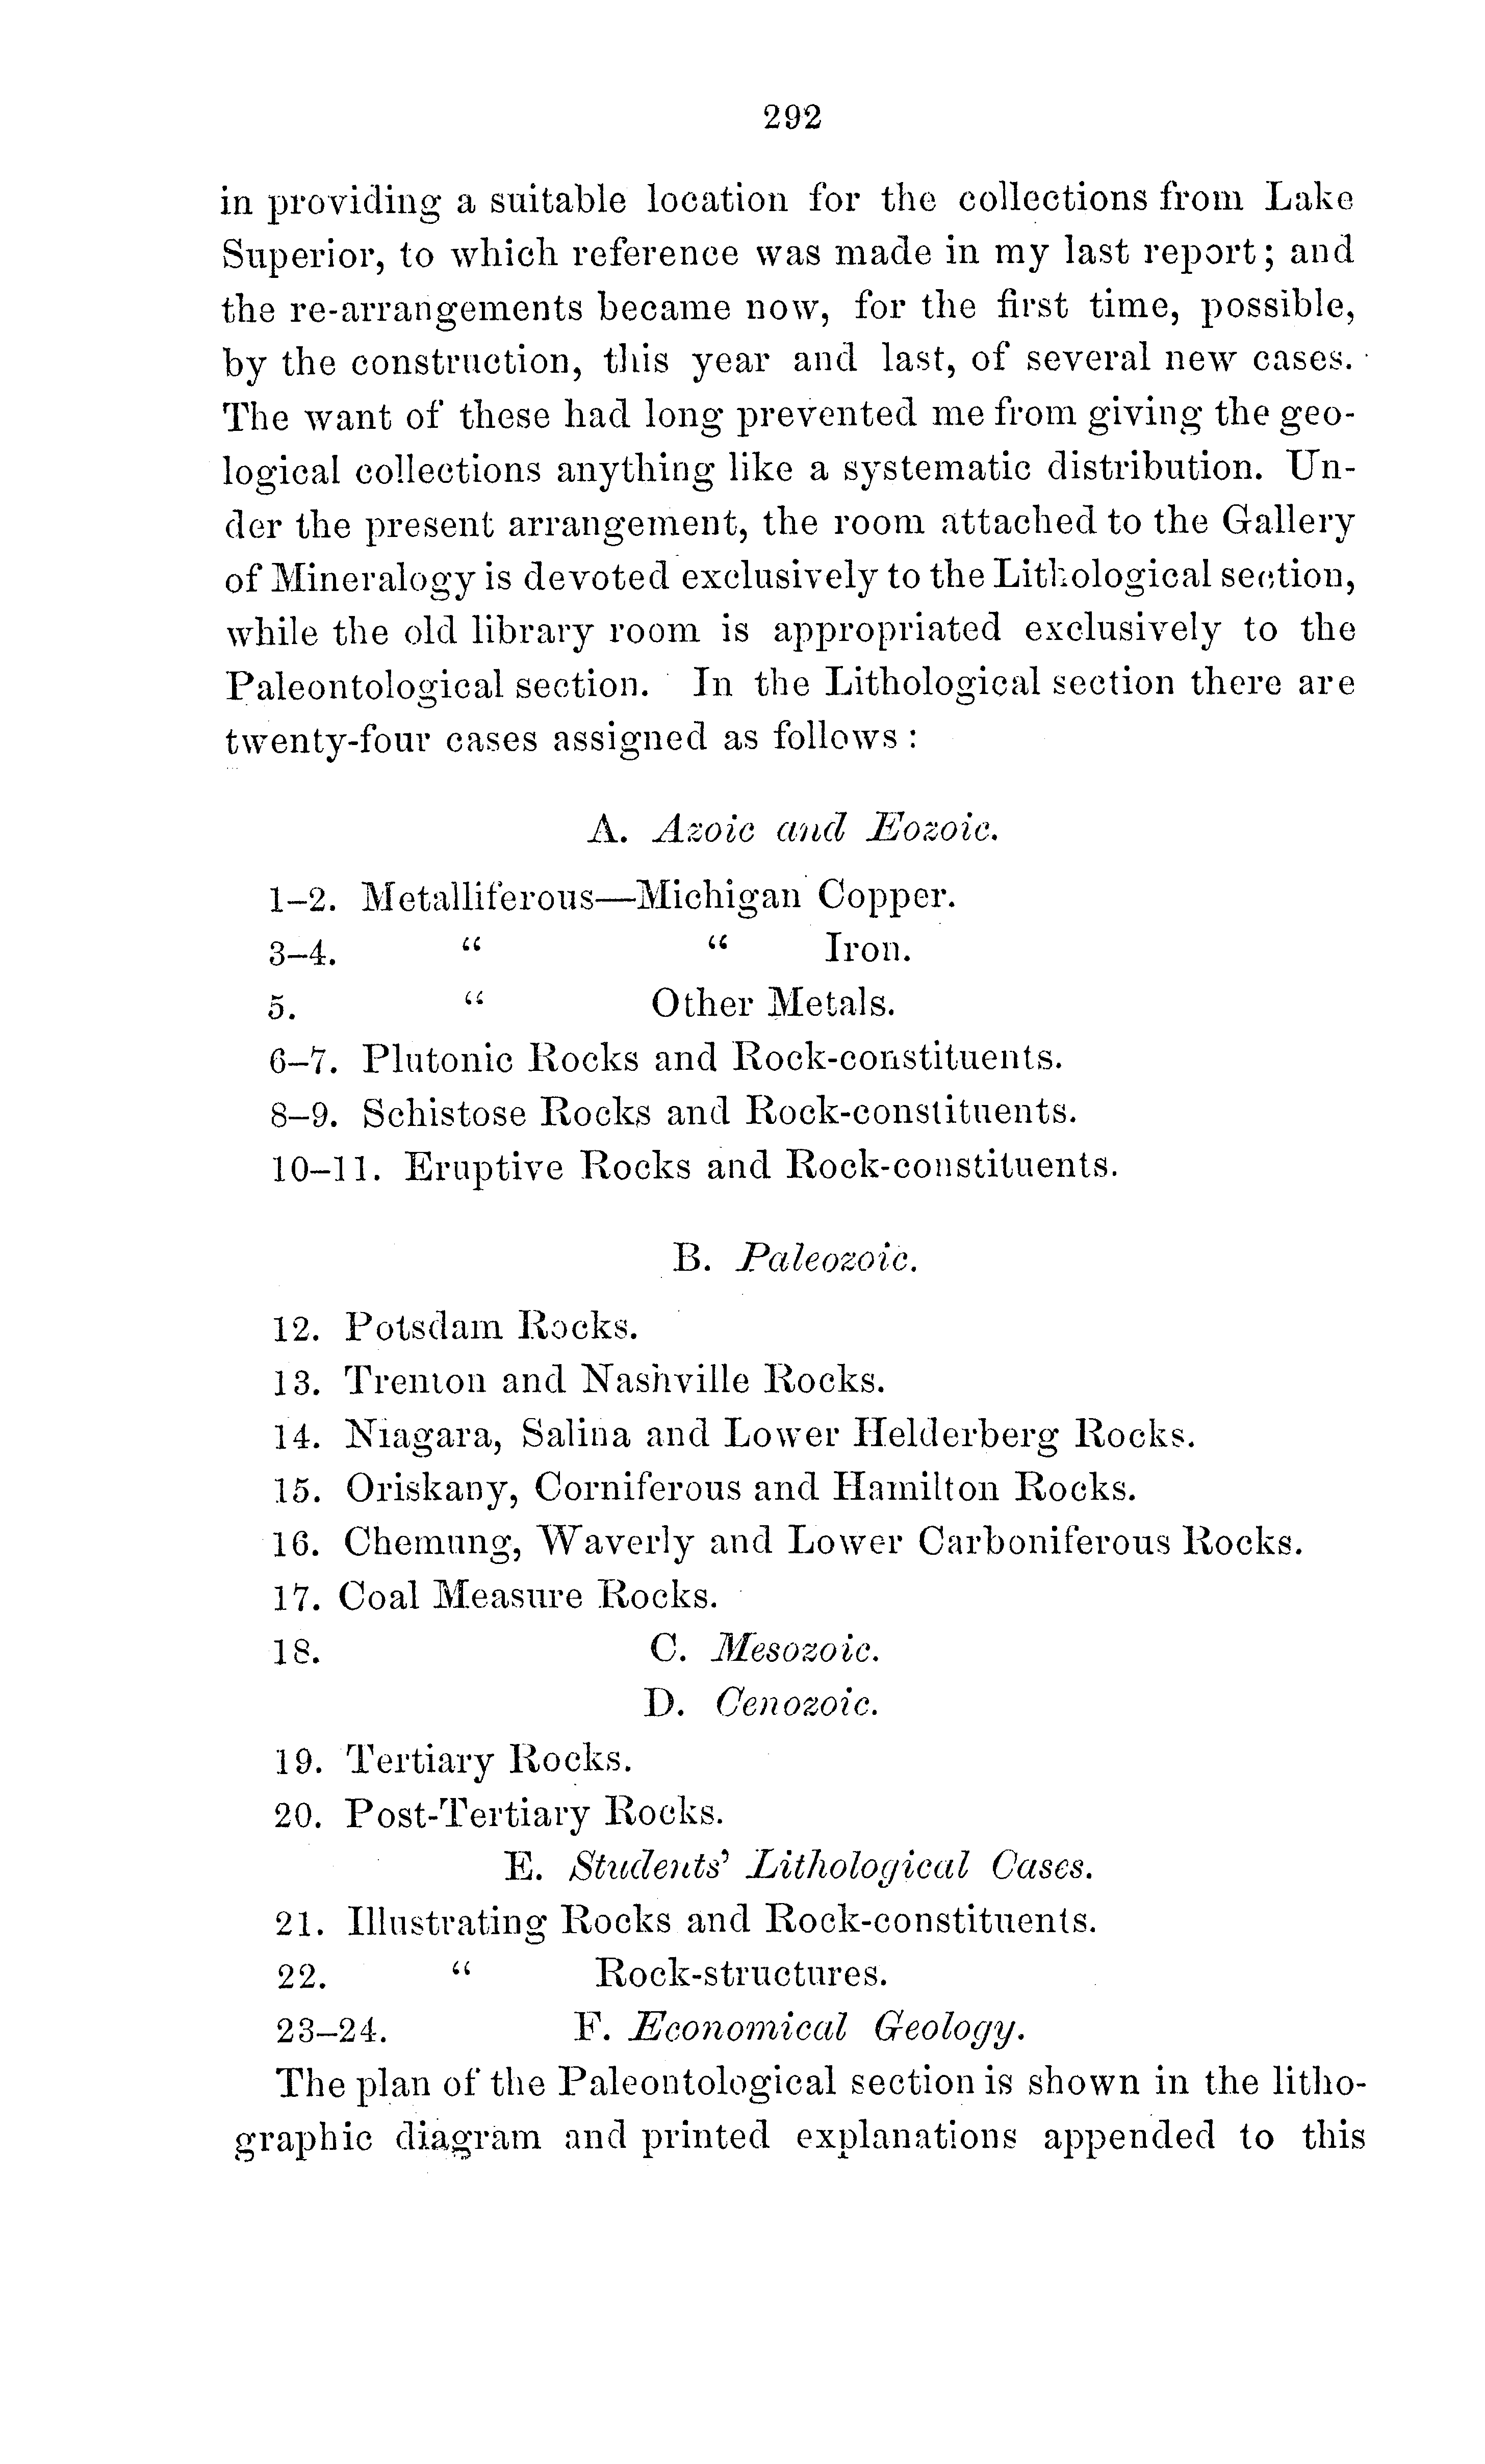 292
in providing a suitable location for the collections from Lake
Superior, to which reference was made in my last report; and
the re-arrangements became now, for the first time, possible,
by the construction, this year and last, of several new cases.
The want of these had long prevented me from giving the geo-
logical collections anything like a systematic distribution. Un-
der the present arrangement, the room attached to the Gallery
of Mineralogy is devoted exclusively to the Lithological section,
while the old library room is appropriated exclusively to the
Paleontological section. In the Lithological section there are
twenty-four cases assigned as follows:
A. Azoic and Eozoic.
1–2. Metalliferous—Michigan Copper.
3–4. " " Iron.
5. " Other Metals.
6–7. Plutonic Rocks and Rock-constituents.
8–9. Schistose Rocks and Rock-constituents.
10–11. Eruptive Rocks and Rock-constituents.
B. Paleozoic.
12. Potsdam Rocks.
13. Trenton and Nashville Rocks.
14. Niagara, Salina and Lower Helderberg Rocks.
15. Oriskany, Corniferous and Hamilton Rocks.
16. Chemung, Waverly and Lower Carboniferous Rocks.
17. Coal Measure Rocks.
18. C. Mesozoic.
D. Cenozoic.
19. Tertiary Rocks.
20. Post-Tertiary Rocks.
E. Students' Lithological Cases.
21. Illustrating Rocks and Rock-constituents.
22. " Rock-structures.
23–24. F. Economical Geology.
The plan of the Paleontological section is shown in the litho-
graphic diagram and printed explanations appended to this